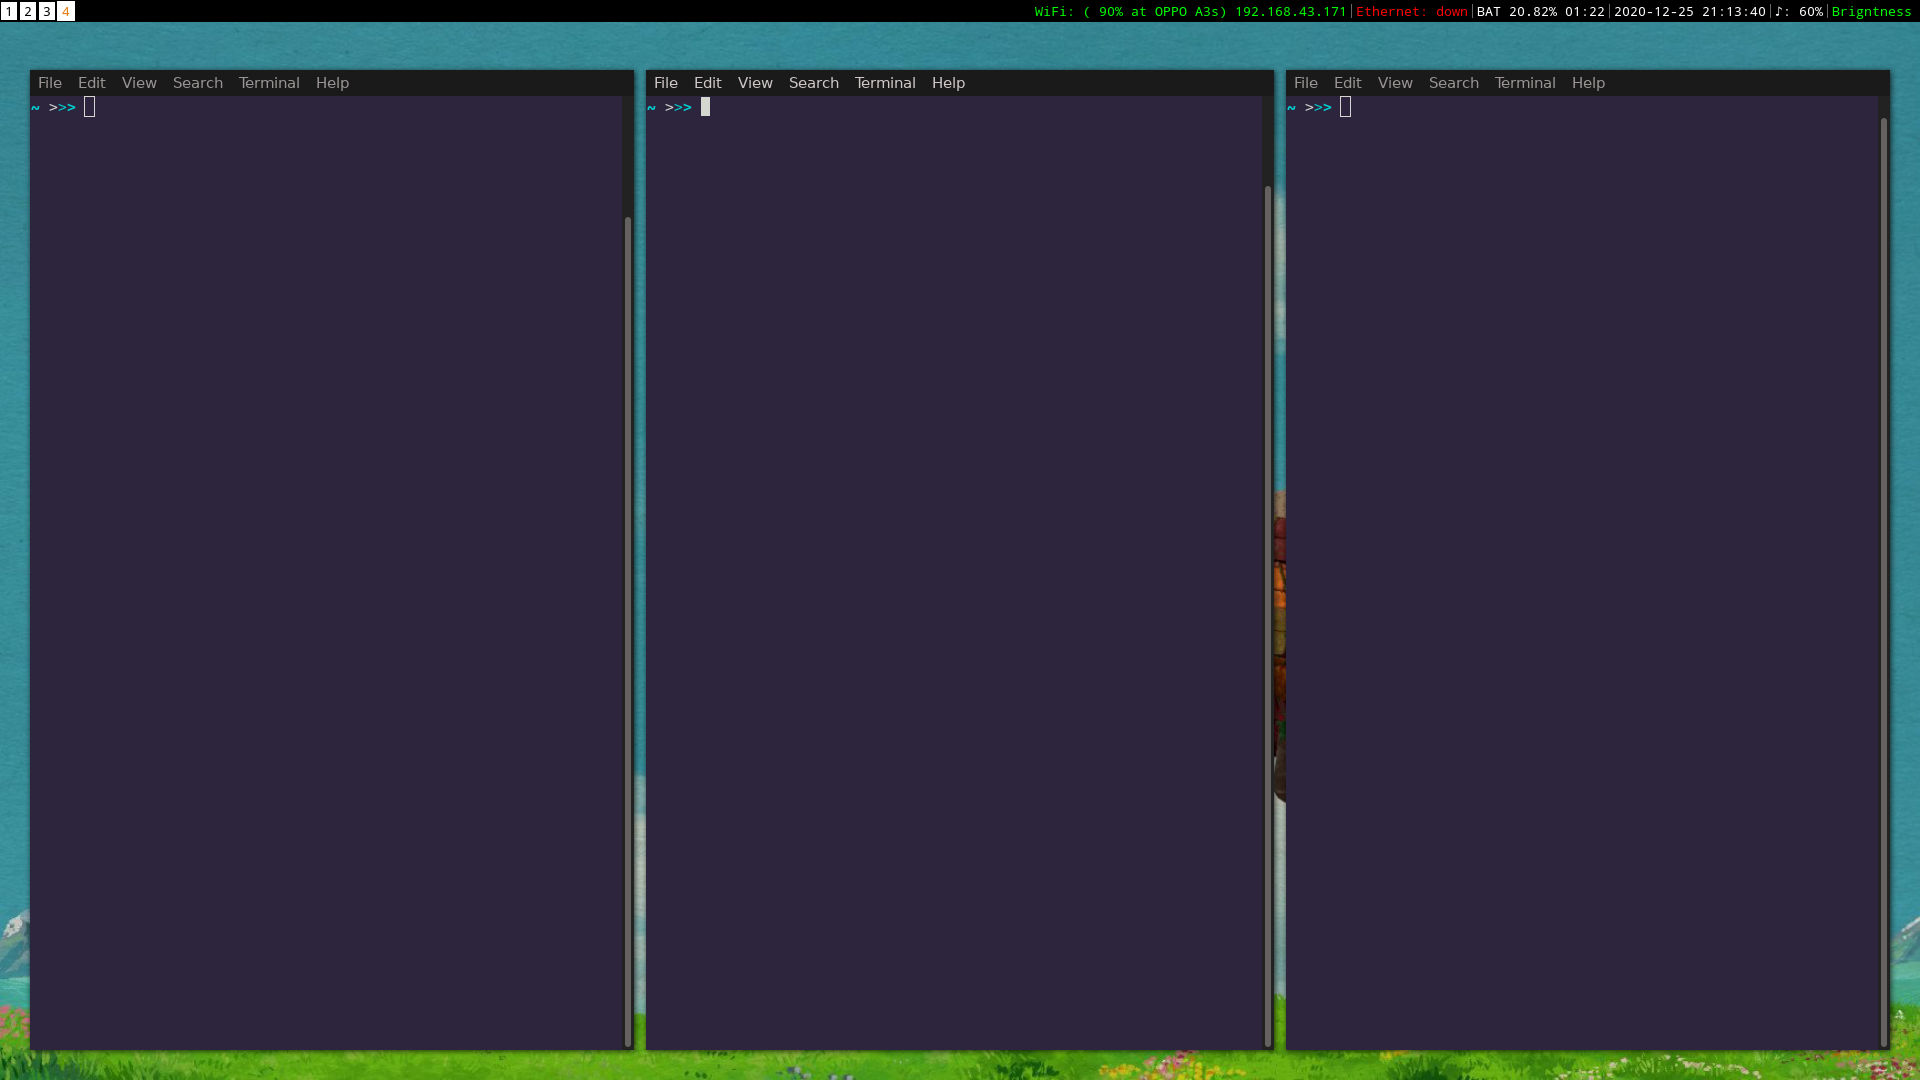 1 2 3 4 WiFi: ( 90% at OPPO A3s) 192.168.43.171|Ethernet: down|BAT 20.82% 01:22|2020-12-25 21:13:40|♪: 60%|Brigntness
File Edit View Search Terminal Help
~ >>>
File Edit View Search Terminal Help
~ >>>
File Edit View Search Terminal Help
~ >>>